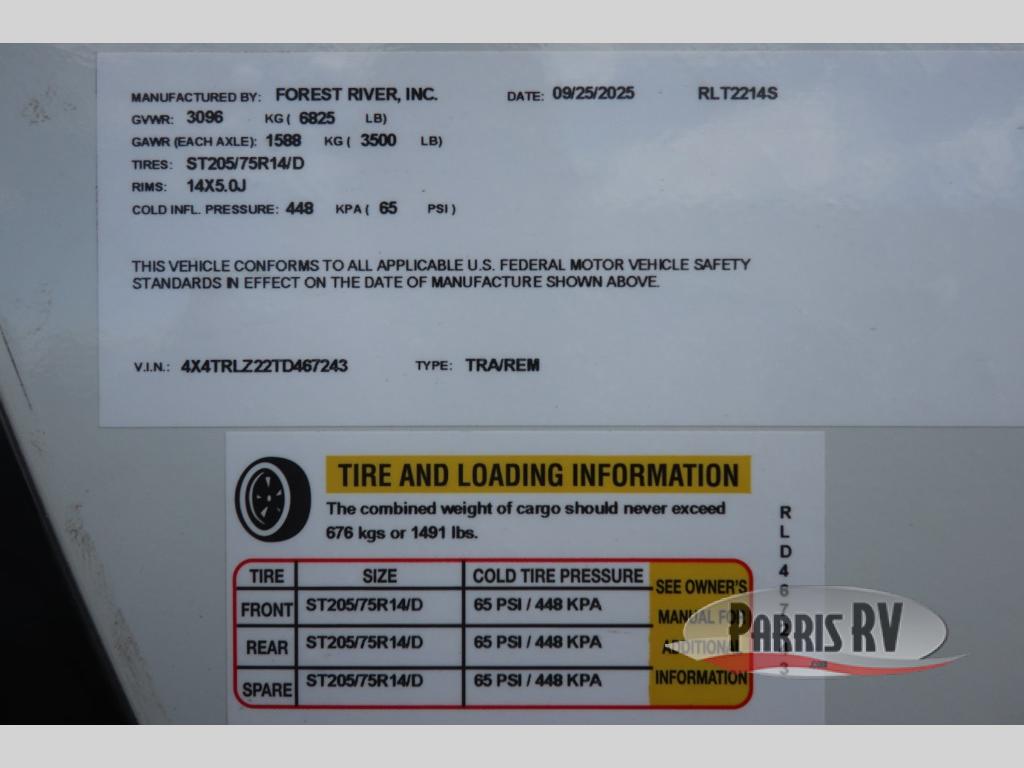 MANUFACTURED BY: FOREST RIVER, INC. DATE: 09/25/2025 RLT2214S
GVWR: 3096 KG ( 6825 LB)
GAWR (EACH AXLE): 1588 KG ( 3500 LB)
TIRES: ST205/75R14/D
RIMS: 14X5.0J
COLD INFL. PRESSURE: 448 KPA ( 65 PSI )
THIS VEHICLE CONFORMS TO ALL APPLICABLE U.S. FEDERAL MOTOR VEHICLE SAFETY
STANDARDS IN EFFECT ON THE DATE OF MANUFACTURE SHOWN ABOVE.
V.I.N.: 4X4TRLZ22TD467243 TYPE: TRA/REM
TIRE AND LOADING INFORMATION
The combined weight of cargo should never exceed
676 kgs or 1491 lbs.
TIRE SIZE COLD TIRE PRESSURE
FRONT ST205/75R14/D 65 PSI / 448 KPA
REAR ST205/75R14/D 65 PSI / 448 KPA
SPARE ST205/75R14/D 65 PSI / 448 KPA
SEE OWNER'S
MANUAL FOR
ADDITIONAL
INFORMATION
RLD467243
PARRIS RV
.com